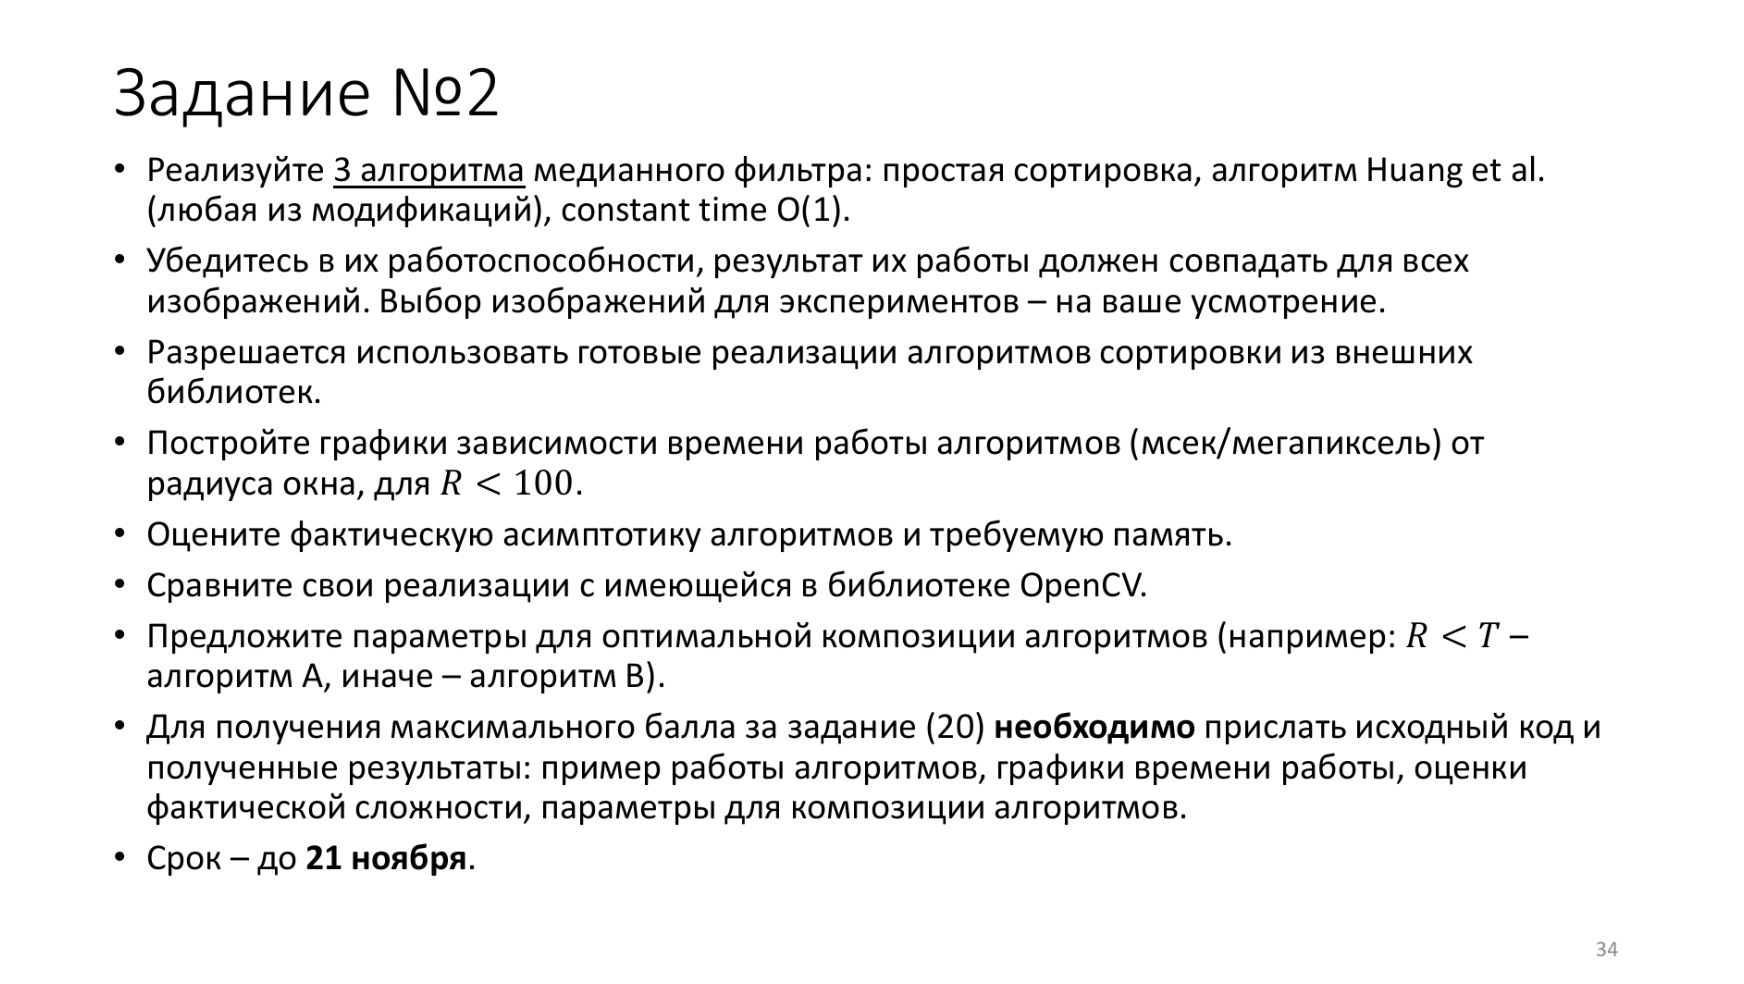 Задание №2
• Реализуйте 3 алгоритма медианного фильтра: простая сортировка, алгоритм Huang et al.
(любая из модификаций), constant time O(1).
• Убедитесь в их работоспособности, результат их работы должен совпадать для всех
изображений. Выбор изображений для экспериментов – на ваше усмотрение.
• Разрешается использовать готовые реализации алгоритмов сортировки из внешних
библиотек.
• Постройте графики зависимости времени работы алгоритмов (мсек/мегапиксель) от
радиуса окна, для R < 100.
• Оцените фактическую асимптотику алгоритмов и требуемую память.
• Сравните свои реализации с имеющейся в библиотеке OpenCV.
• Предложите параметры для оптимальной композиции алгоритмов (например: R < T –
алгоритм A, иначе – алгоритм B).
• Для получения максимального балла за задание (20) необходимо прислать исходный код и
полученные результаты: пример работы алгоритмов, графики времени работы, оценки
фактической сложности, параметры для композиции алгоритмов.
• Срок – до 21 ноября.
34